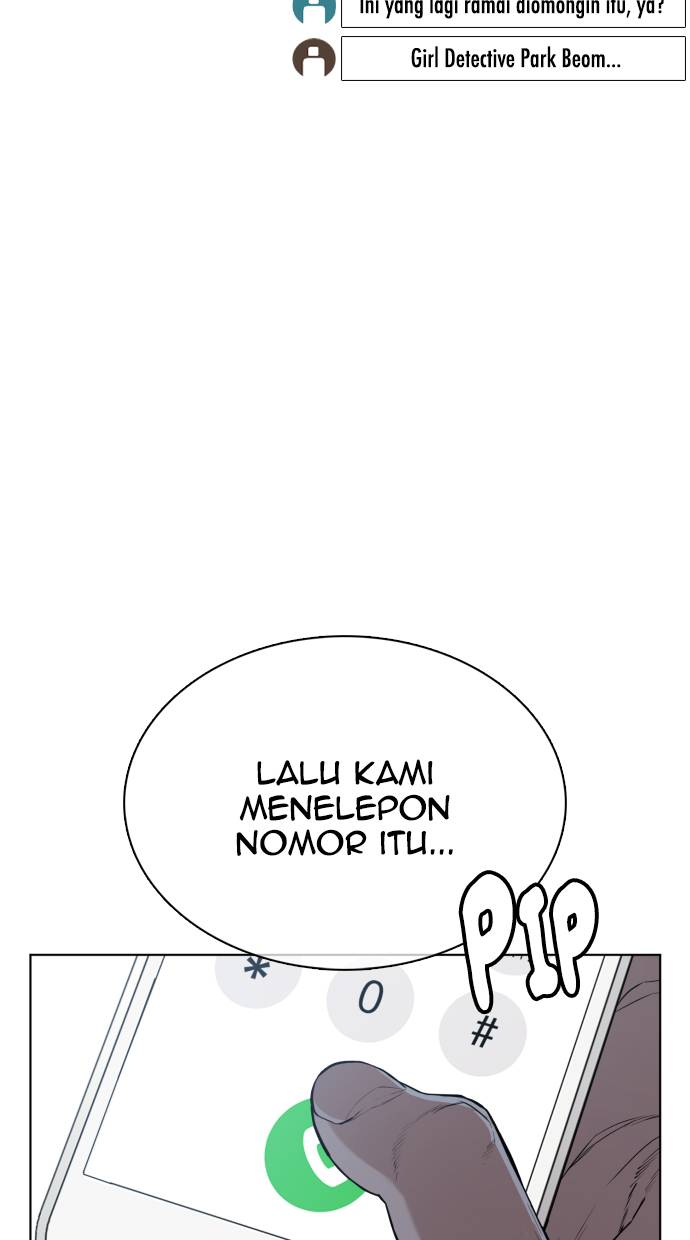 Ini yang lagi ramai diomongin itu, ya?
Girl Detective Park Beom...
LALU KAMI
MENELEPON
NOMOR ITU...
PIP
* 0 #